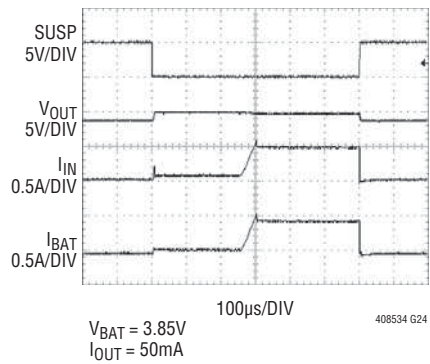 SUSP
5V/DIV
VOUT
5V/DIV
IIN
0.5A/DIV
IBAT
0.5A/DIV
100µs/DIV
408534 G24
VBAT = 3.85V
IOUT = 50mA